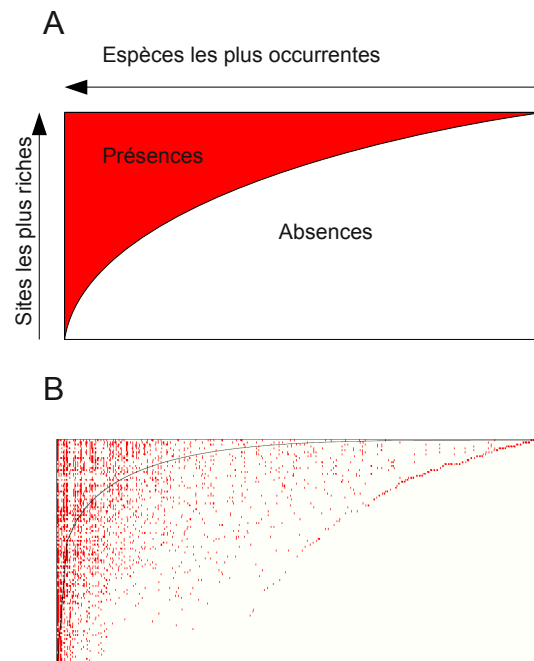 A
Espèces les plus occurrentes
Sites les plus riches
Présences
Absences
B